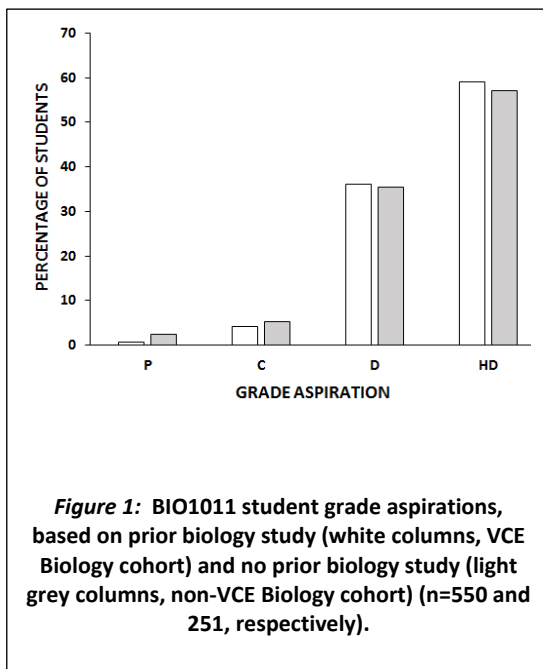 70
60
50
40
30
20
10
0
PERCENTAGE OF STUDENTS
P C D HD
GRADE ASPIRATION
Figure 1: BIO1011 student grade aspirations,
based on prior biology study (white columns, VCE
Biology cohort) and no prior biology study (light
grey columns, non-VCE Biology cohort) (n=550 and
251, respectively).